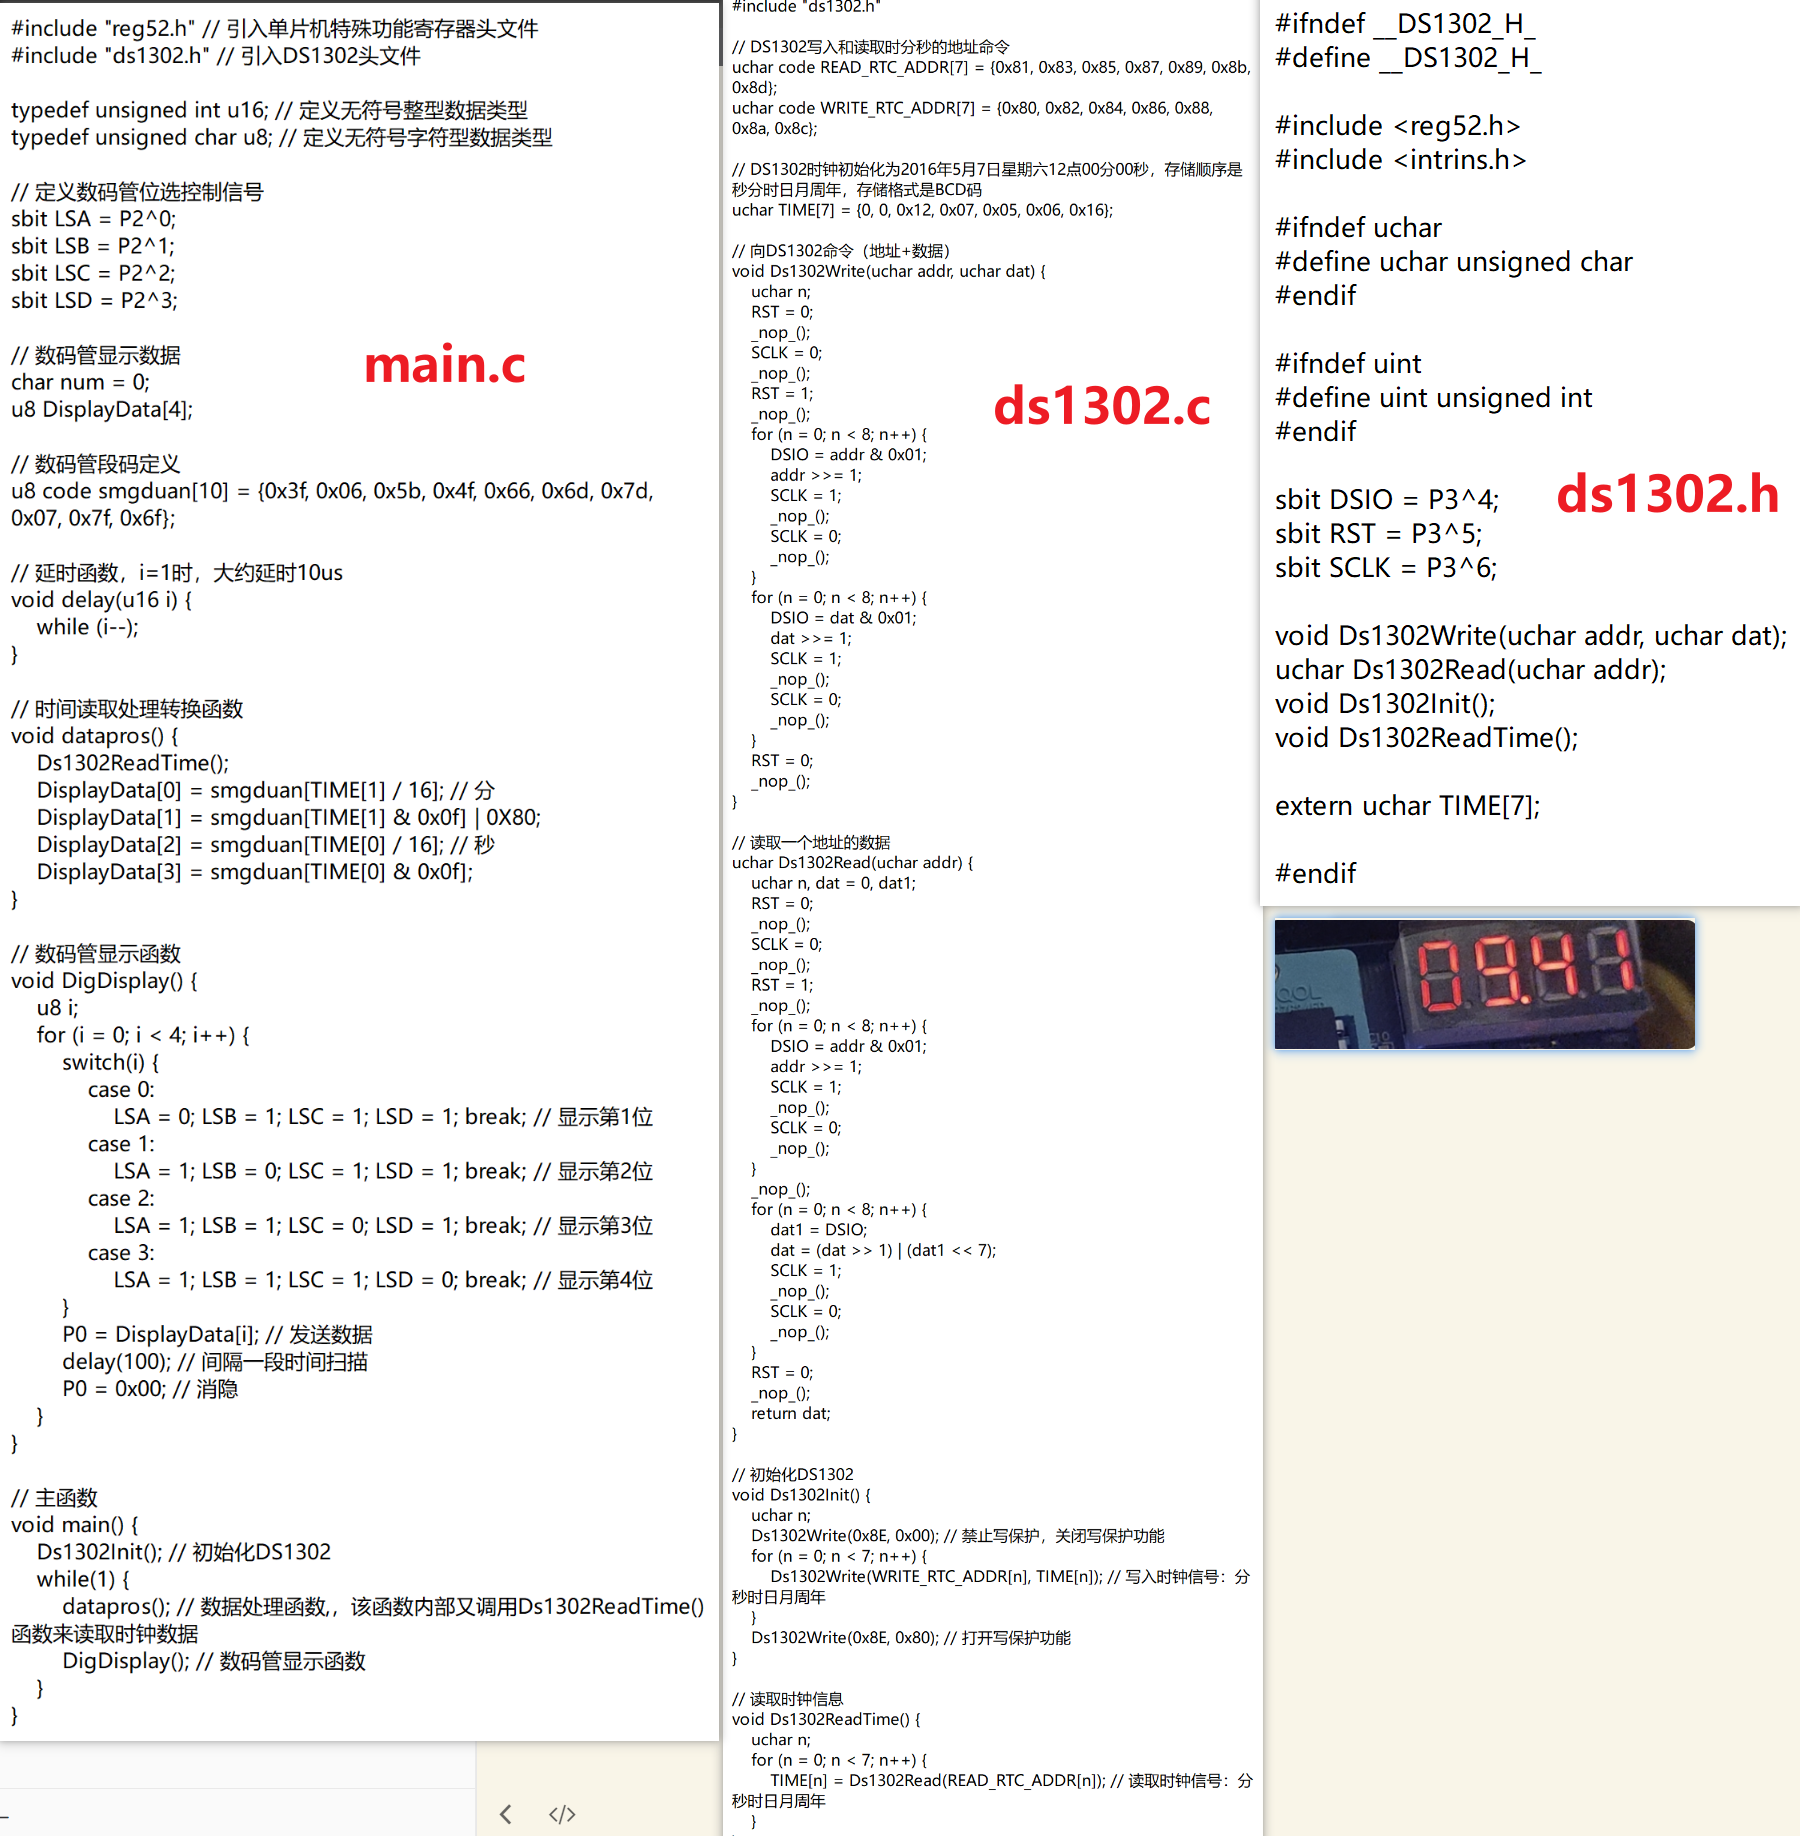 #include "reg52.h" // 引入单片机特殊功能寄存器头文件
#include "ds1302.h" // 引入DS1302头文件
typedef unsigned int u16; // 定义无符号整型数据类型
typedef unsigned char u8; // 定义无符号字符型数据类型
// 定义数码管位选控制信号
sbit LSA = P2^0;
sbit LSB = P2^1;
sbit LSC = P2^2;
sbit LSD = P2^3;
// 数码管显示数据
char num = 0;
u8 DisplayData[4];
main.c
// 数码管段码定义
u8 code smgduan[10] = {0x3f, 0x06, 0x5b, 0x4f, 0x66, 0x6d, 0x7d,
0x07, 0x7f, 0x6f};
// 延时函数，i=1时，大约延时10us
void delay(u16 i) {
while (i--);
}
// 时间读取处理转换函数
void datapros() {
Ds1302ReadTime();
DisplayData[0] = smgduan[TIME[1] / 16]; // 分
DisplayData[1] = smgduan[TIME[1] & 0x0f] | 0X80;
DisplayData[2] = smgduan[TIME[0] / 16]; // 秒
DisplayData[3] = smgduan[TIME[0] & 0x0f];
}
// 数码管显示函数
void DigDisplay() {
u8 i;
for (i = 0; i < 4; i++) {
switch(i) {
case 0:
LSA = 0; LSB = 1; LSC = 1; LSD = 1; break; // 显示第1位
case 1:
LSA = 1; LSB = 0; LSC = 1; LSD = 1; break; // 显示第2位
case 2:
LSA = 1; LSB = 1; LSC = 0; LSD = 1; break; // 显示第3位
case 3:
LSA = 1; LSB = 1; LSC = 1; LSD = 0; break; // 显示第4位
}
P0 = DisplayData[i]; // 发送数据
delay(100); // 间隔一段时间扫描
P0 = 0x00; // 消隐
}
}
// 主函数
void main() {
Ds1302Init(); // 初始化DS1302
while(1) {
datapros(); // 数据处理函数,，该函数内部又调用Ds1302ReadTime()
函数来读取时钟数据
DigDisplay(); // 数码管显示函数
}
}
</>
#include "ds1302.h"
// DS1302写入和读取时分秒的地址命令
uchar code READ_RTC_ADDR[7] = {0x81, 0x83, 0x85, 0x87, 0x89, 0x8b,
0x8d};
uchar code WRITE_RTC_ADDR[7] = {0x80, 0x82, 0x84, 0x86, 0x88,
0x8a, 0x8c};
// DS1302时钟初始化为2016年5月7日星期六12点00分00秒，存储顺序是
秒分时日月周年，存储格式是BCD码
uchar TIME[7] = {0, 0, 0x12, 0x07, 0x05, 0x06, 0x16};
// 向DS1302命令（地址+数据）
void Ds1302Write(uchar addr, uchar dat) {
uchar n;
RST = 0;
_nop_();
SCLK = 0;
_nop_();
RST = 1;
_nop_();
ds1302.c
for (n = 0; n < 8; n++) {
DSIO = addr & 0x01;
addr >>= 1;
SCLK = 1;
_nop_();
SCLK = 0;
_nop_();
}
for (n = 0; n < 8; n++) {
DSIO = dat & 0x01;
dat >>= 1;
SCLK = 1;
_nop_();
SCLK = 0;
_nop_();
}
RST = 0;
_nop_();
}
// 读取一个地址的数据
uchar Ds1302Read(uchar addr) {
uchar n, dat = 0, dat1;
RST = 0;
_nop_();
SCLK = 0;
_nop_();
RST = 1;
_nop_();
for (n = 0; n < 8; n++) {
DSIO = addr & 0x01;
addr >>= 1;
SCLK = 1;
_nop_();
SCLK = 0;
_nop_();
}
_nop_();
for (n = 0; n < 8; n++) {
dat1 = DSIO;
dat = (dat >> 1) | (dat1 << 7);
SCLK = 1;
_nop_();
SCLK = 0;
_nop_();
}
RST = 0;
_nop_();
return dat;
}
// 初始化DS1302
void Ds1302Init() {
uchar n;
Ds1302Write(0x8E, 0x00); // 禁止写保护，关闭写保护功能
for (n = 0; n < 7; n++) {
Ds1302Write(WRITE_RTC_ADDR[n], TIME[n]); // 写入时钟信号：分
秒时日月周年
}
Ds1302Write(0x8E, 0x80); // 打开写保护功能
}
// 读取时钟信息
void Ds1302ReadTime() {
uchar n;
for (n = 0; n < 7; n++) {
TIME[n] = Ds1302Read(READ_RTC_ADDR[n]); // 读取时钟信号：分
秒时日月周年
}
#ifndef __DS1302_H_
#define __DS1302_H_
#include <reg52.h>
#include <intrins.h>
#ifndef uchar
#define uchar unsigned char
#endif
#ifndef uint
#define uint unsigned int
#endif
ds1302.h
sbit DSIO = P3^4;
sbit RST = P3^5;
sbit SCLK = P3^6;
void Ds1302Write(uchar addr, uchar dat);
uchar Ds1302Read(uchar addr);
void Ds1302Init();
void Ds1302ReadTime();
extern uchar TIME[7];
#endif
09.41